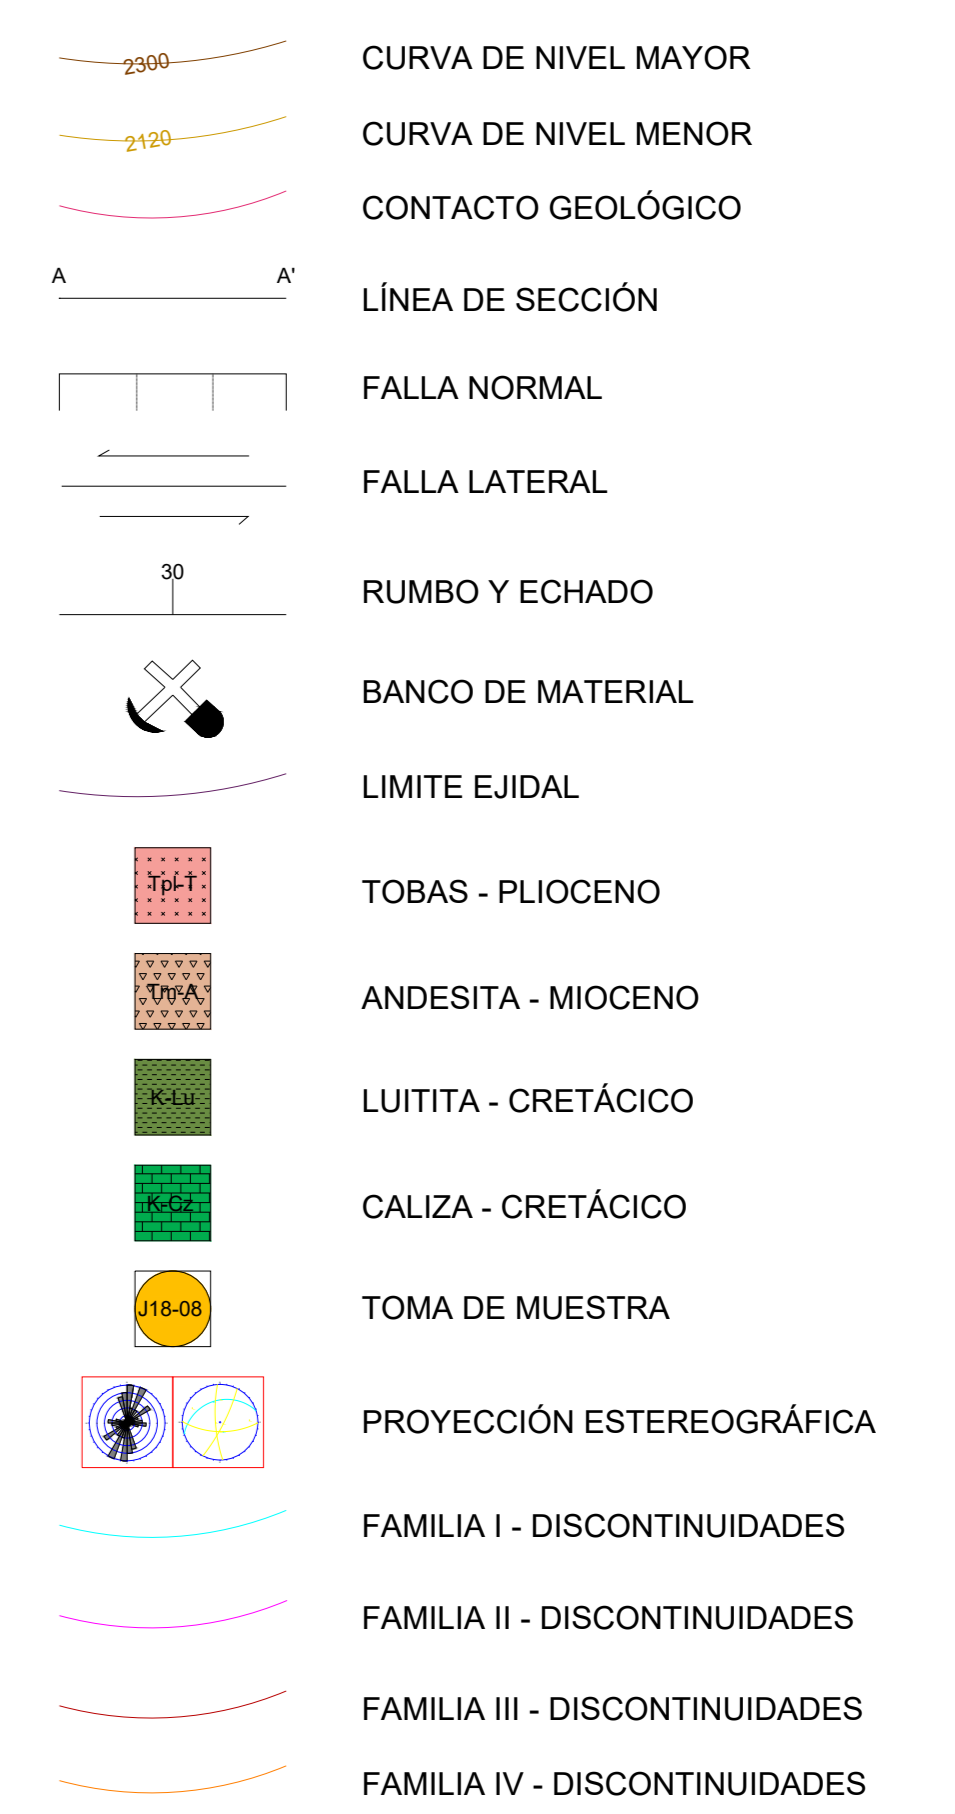 2300 CURVA DE NIVEL MAYOR
2120 CURVA DE NIVEL MENOR
CONTACTO GEOLÓGICO
A A'
LÍNEA DE SECCIÓN
FALLA NORMAL
FALLA LATERAL
30
RUMBO Y ECHADO
BANCO DE MATERIAL
LIMITE EJIDAL
Tpl-T TOBAS - PLIOCENO
Tm-A ANDESITA - MIOCENO
K-Lu LUITITA - CRETÁCICO
K-Cz CALIZA - CRETÁCICO
J18-08 TOMA DE MUESTRA
PROYECCIÓN ESTEREOGRÁFICA
FAMILIA I - DISCONTINUIDADES
FAMILIA II - DISCONTINUIDADES
FAMILIA III - DISCONTINUIDADES
FAMILIA IV - DISCONTINUIDADES